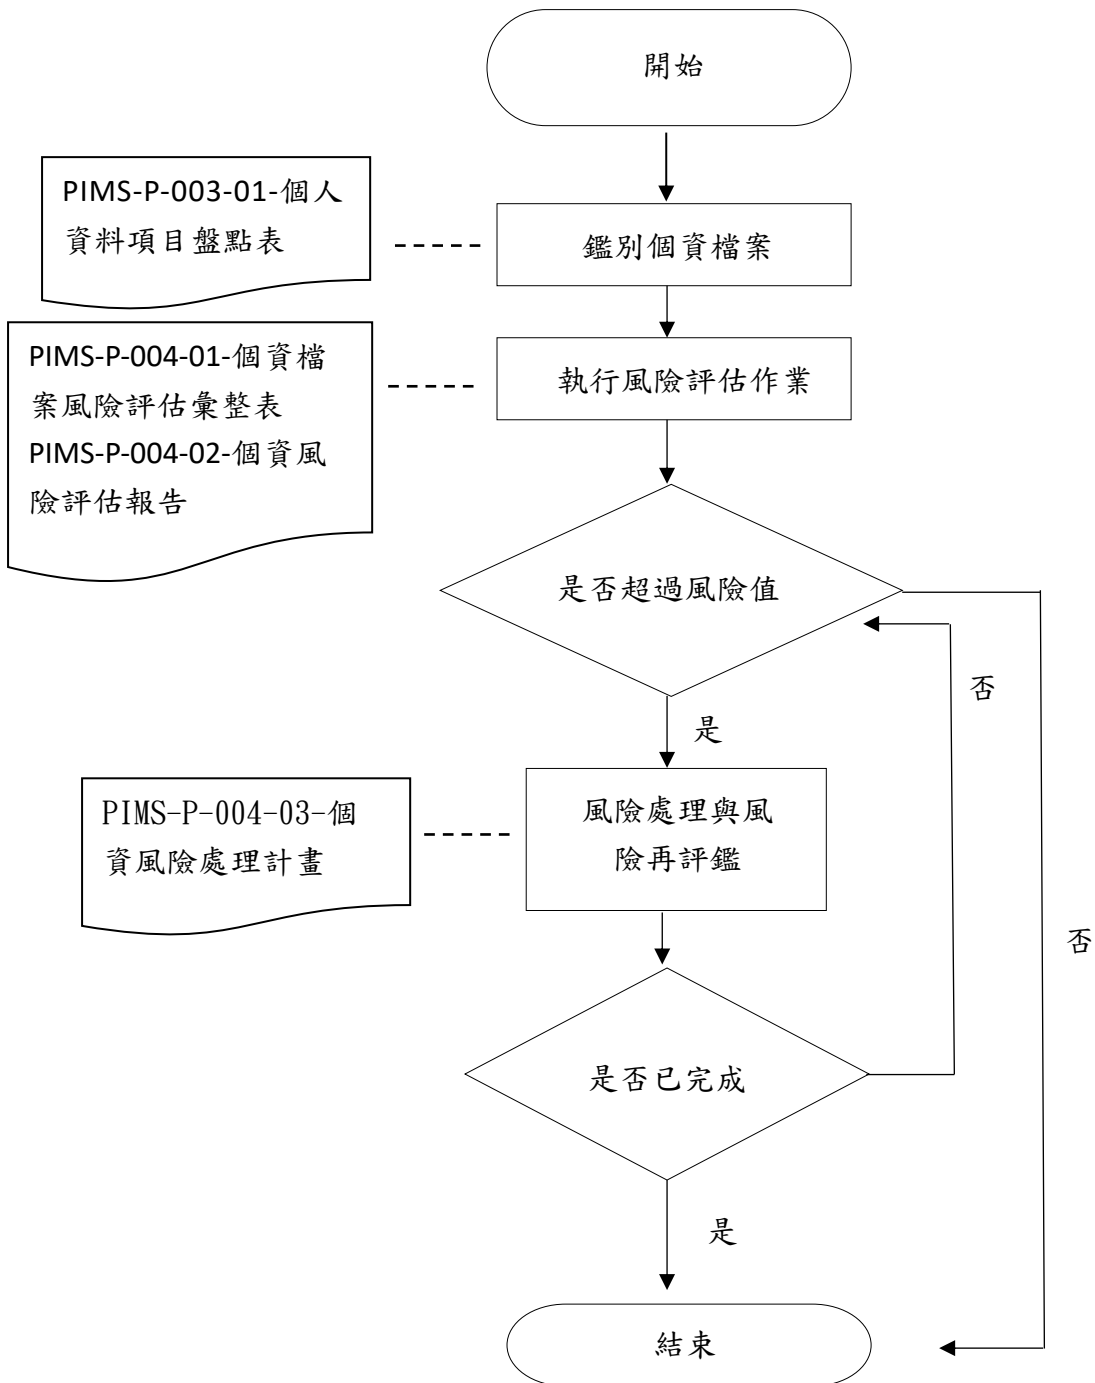 開始
PIMS-P-003-01-個人
資料項目盤點表
鑑別個資檔案
PIMS-P-004-01-個資檔
案風險評估彙整表
PIMS-P-004-02-個資風
險評估報告
執行風險評估作業
是否超過風險值
否
是
PIMS-P-004-03-個
資風險處理計畫
風險處理與風
險再評鑑
否
是否已完成
是
結束